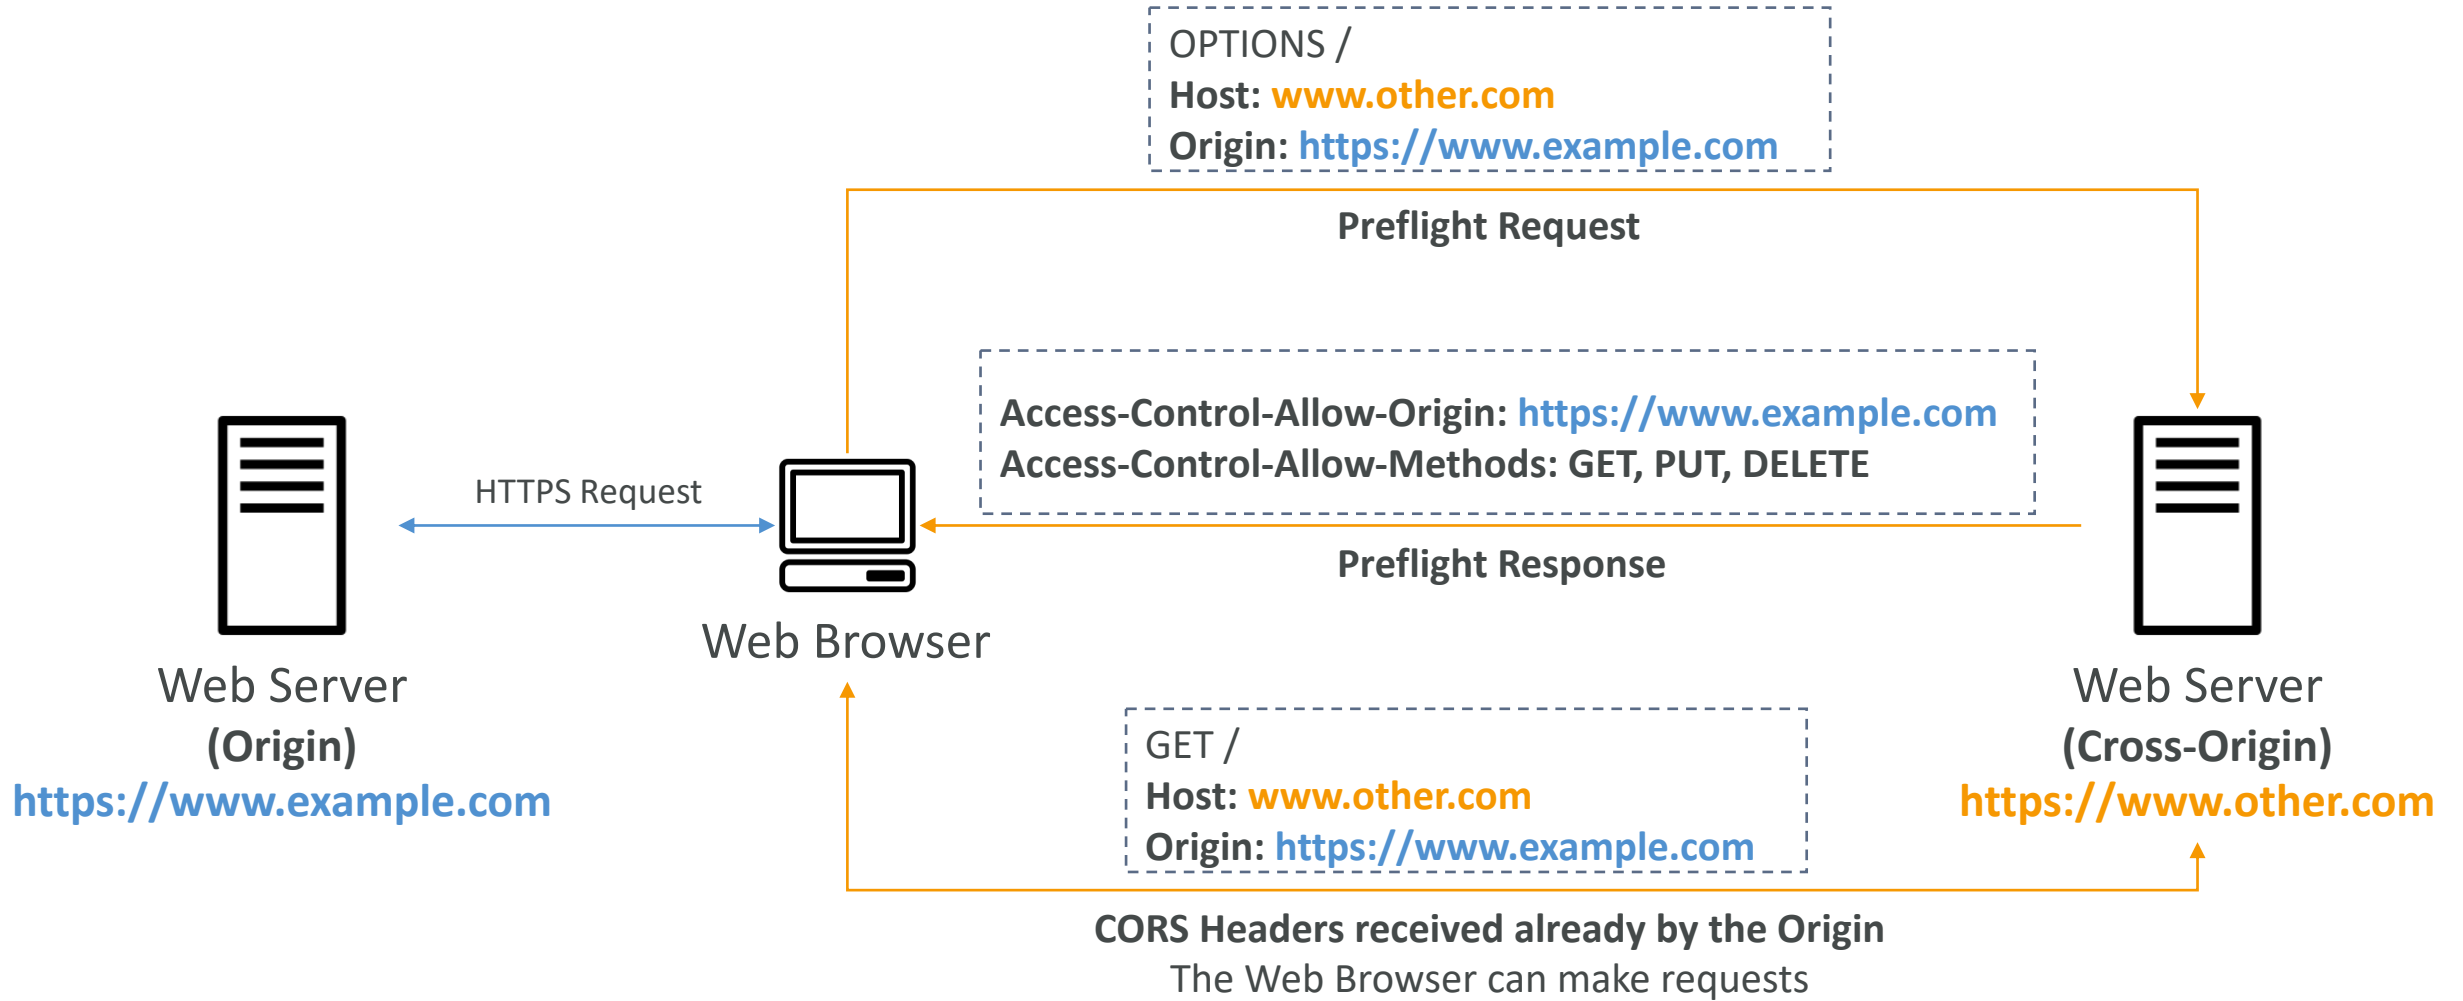 OPTIONS /
Host: www.other.com
Origin: https://www.example.com
Preflight Request
Access-Control-Allow-Origin: https://www.example.com
Access-Control-Allow-Methods: GET, PUT, DELETE
HTTPS Request
Preflight Response
Web Browser
Web Server
(Origin)
https://www.example.com
Web Server
(Cross-Origin)
https://www.other.com
GET /
Host: www.other.com
Origin: https://www.example.com
CORS Headers received already by the Origin
The Web Browser can make requests